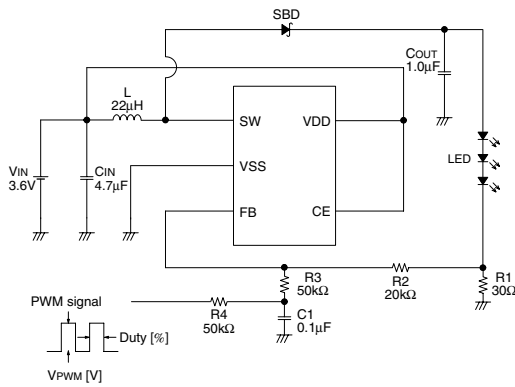 SBD
COUT
1.0µF
L
22µH
SW
VDD
VIN
3.6V
CIN
4.7µF
VSS
LED
FB
CE
R3
50kΩ
R2
20kΩ
R1
30Ω
PWM signal
R4
50kΩ
C1
0.1µF
Duty [%]
VPWM [V]